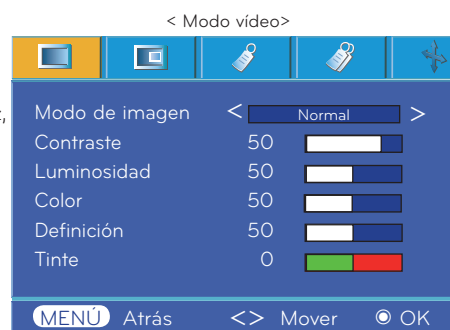 < Modo vídeo>
Modo de imagen < Normal >
Contraste 50
Luminosidad 50
Color 50
Definición 50
Tinte 0
MENÚ Atrás <> Mover ◉ OK